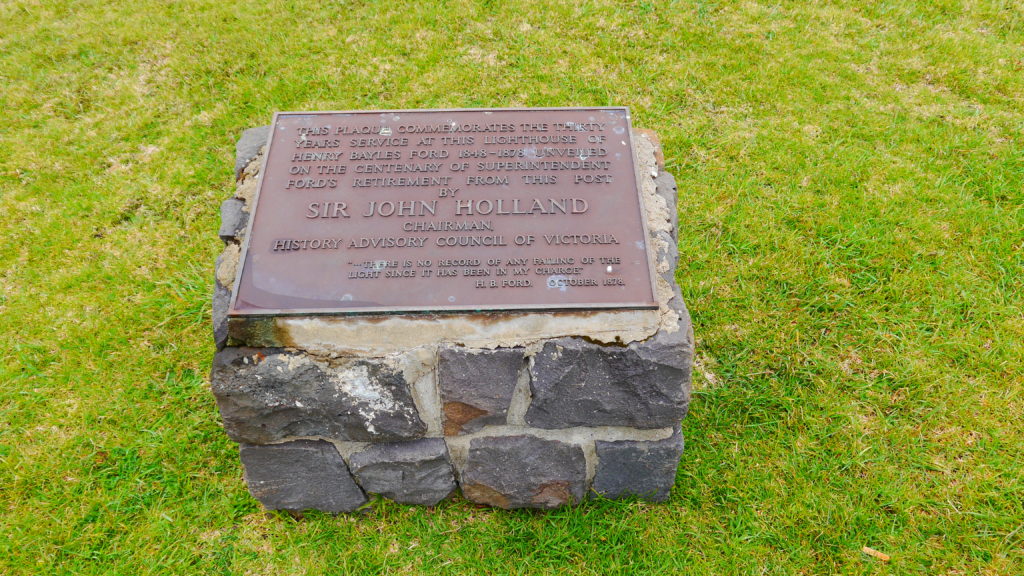 THIS PLAQUE COMMEMORATES THE THIRTY
YEARS SERVICE AT THIS LIGHTHOUSE OF
HENRY BAYLES FORD 1848-1878 UNVEILED
ON THE CENTENARY OF SUPERINTENDENT
FORD'S RETIREMENT FROM THIS POST
BY
SIR JOHN HOLLAND
CHAIRMAN,
HISTORY ADVISORY COUNCIL OF VICTORIA
"...THERE IS NO RECORD OF ANY FAILING OF THE
LIGHT SINCE IT HAS BEEN IN MY CHARGE"
H. B. FORD. OCTOBER 1878.